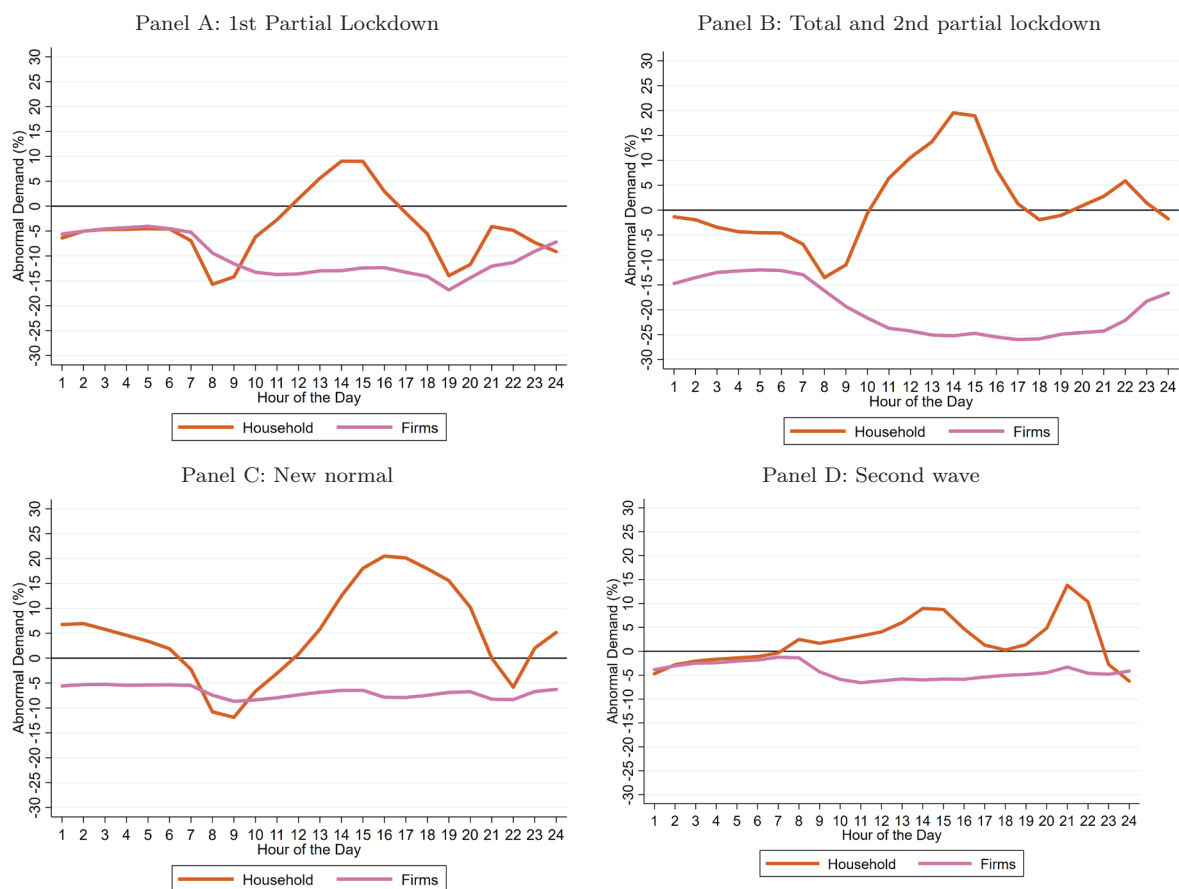 Panel A: 1st Partial Lockdown
Abnormal Demand (%)
30
25
20
15
10
5
0
-5
-10
-15
-20
-25
-30
1 2 3 4 5 6 7 8 9 10 11 12 13 14 15 16 17 18 19 20 21 22 23 24
Hour of the Day
Household Firms
Panel B: Total and 2nd partial lockdown
Abnormal Demand (%)
30
25
20
15
10
5
0
-5
-10
-15
-20
-25
-30
1 2 3 4 5 6 7 8 9 10 11 12 13 14 15 16 17 18 19 20 21 22 23 24
Hour of the Day
Household Firms
Panel C: New normal
Abnormal Demand (%)
30
25
20
15
10
5
0
-5
-10
-15
-20
-25
-30
1 2 3 4 5 6 7 8 9 10 11 12 13 14 15 16 17 18 19 20 21 22 23 24
Hour of the Day
Household Firms
Panel D: Second wave
Abnormal Demand (%)
30
25
20
15
10
5
0
-5
-10
-15
-20
-25
-30
1 2 3 4 5 6 7 8 9 10 11 12 13 14 15 16 17 18 19 20 21 22 23 24
Hour of the Day
Household Firms